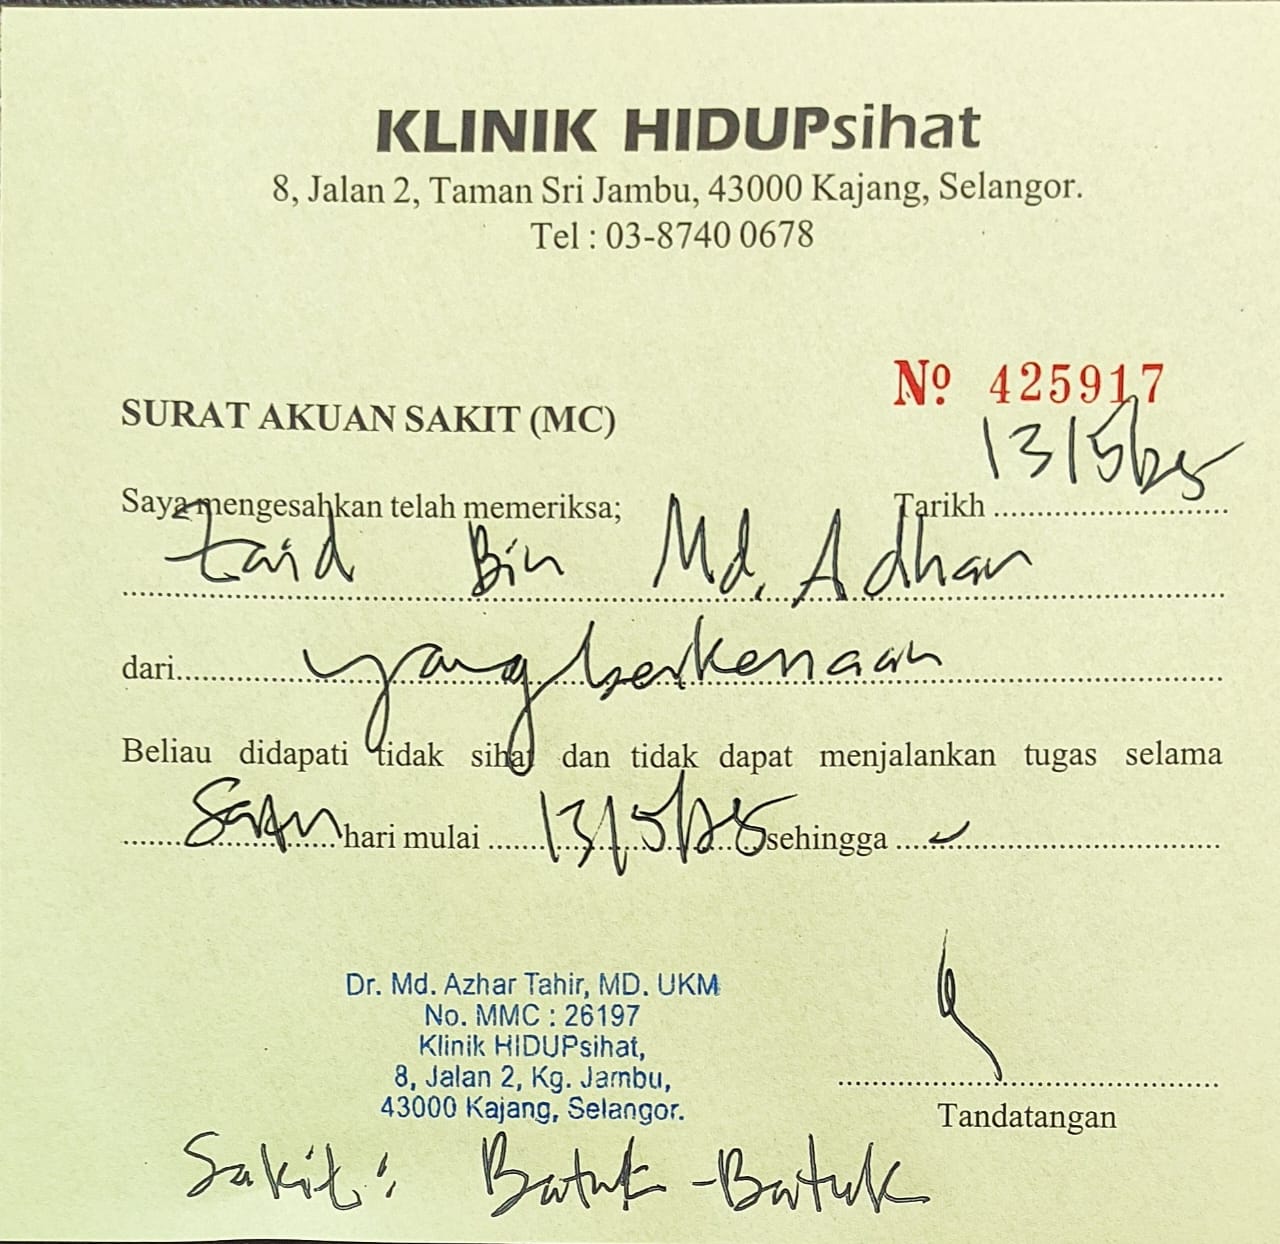 KLINIK HIDUPsihat
8, Jalan 2, Taman Sri Jambu, 43000 Kajang, Selangor.
Tel : 03-8740 0678
Nº 425917
SURAT AKUAN SAKIT (MC)
13/5/25
Saya mengesahkan telah memeriksa; Tarikh
Zaid Bin Md. Adhan
dari yang berkenaan
Beliau didapati tidak sihat dan tidak dapat menjalankan tugas selama
Satu hari mulai 13/5/25 sehingga
Dr. Md. Azhar Tahir, MD. UKM
No. MMC : 26197
Klinik HIDUPsihat,
8, Jalan 2, Kg. Jambu,
43000 Kajang, Selangor.
Tandatangan
Sakit : Batuk-Batuk